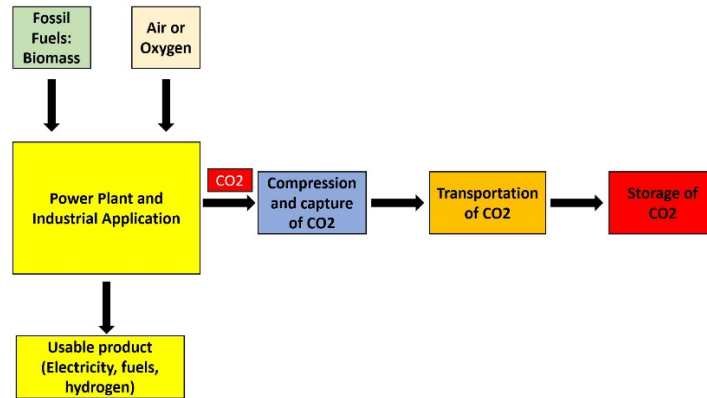 Fossil
Fuels:
Biomass
Air or
Oxygen
Power Plant and
Industrial Application
CO2
Compression
and capture
of CO2
Transportation
of CO2
Storage of
CO2
Usable product
(Electricity, fuels,
hydrogen)